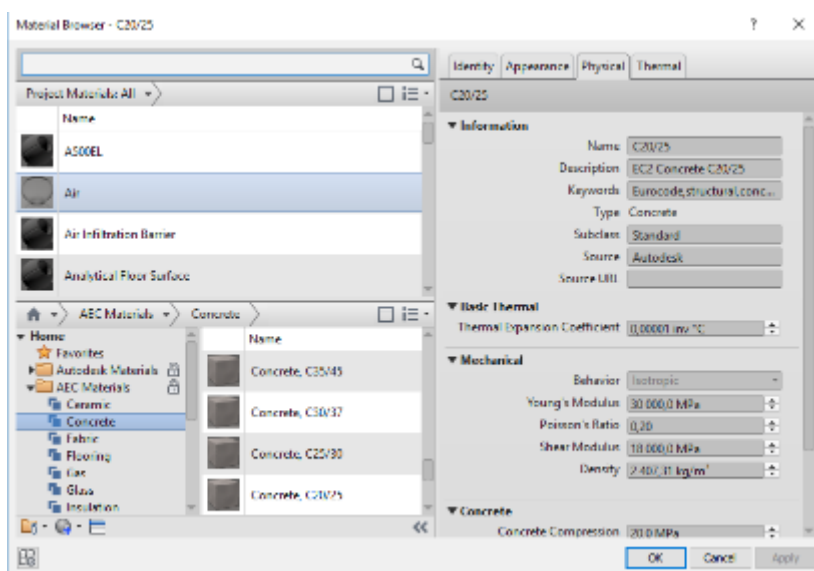 Material Browser - C20/25
? ×
Identity Appearance Physical Thermal
Project Materials: All
Name
AS00EL
Air
Air Infiltration Barrier
Analytical Floor Surface
AEC Materials Concrete
Home
Favorites
Autodesk Materials
AEC Materials
Ceramic
Concrete
Fabric
Flooring
Gas
Glass
Insulation
Name
Concrete, C35/45
Concrete, C30/37
Concrete, C25/30
Concrete, C20/25
C20/25
Information
Name C20/25
Description EC2 Concrete C20/25
Keywords Eurocode,structural,conc...
Type Concrete
Subclass Standard
Source Autodesk
Source URL
Basic Thermal
Thermal Expansion Coefficient 0,00001 inv °C
Mechanical
Behavior Isotropic
Young's Modulus 30 000,0 MPa
Poisson's Ratio 0,20
Shear Modulus
Density 2 407,31 kg/m³
Concrete
Concrete Compression 20,0 MPa
OK Cancel Apply